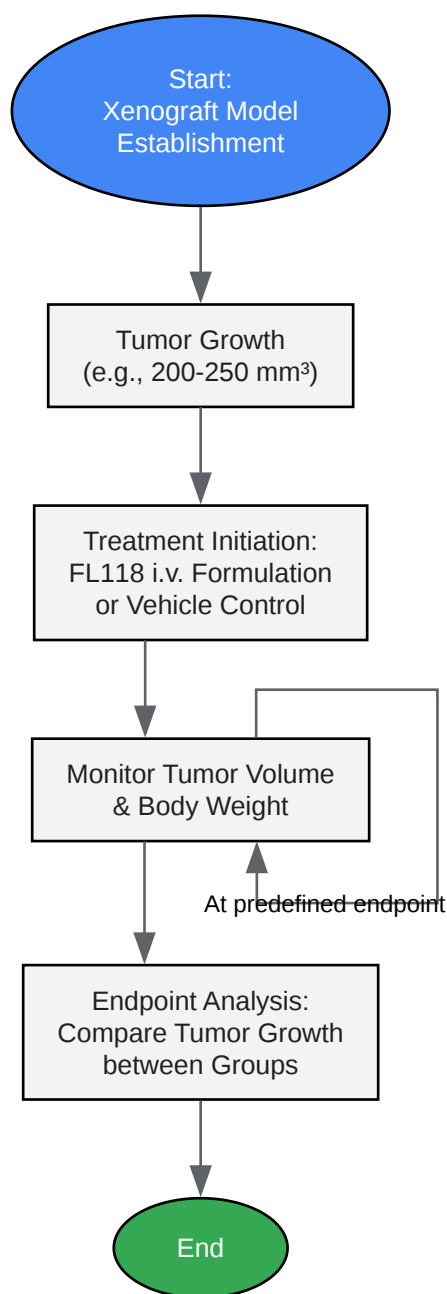 Start:
Xenograft Model
Establishment
Tumor Growth
(e.g., 200-250 mm³)
Treatment Initiation:
FL118 i.v. Formulation
or Vehicle Control
Monitor Tumor Volume
& Body Weight
At predefined endpoint
Endpoint Analysis:
Compare Tumor Growth
between Groups
End